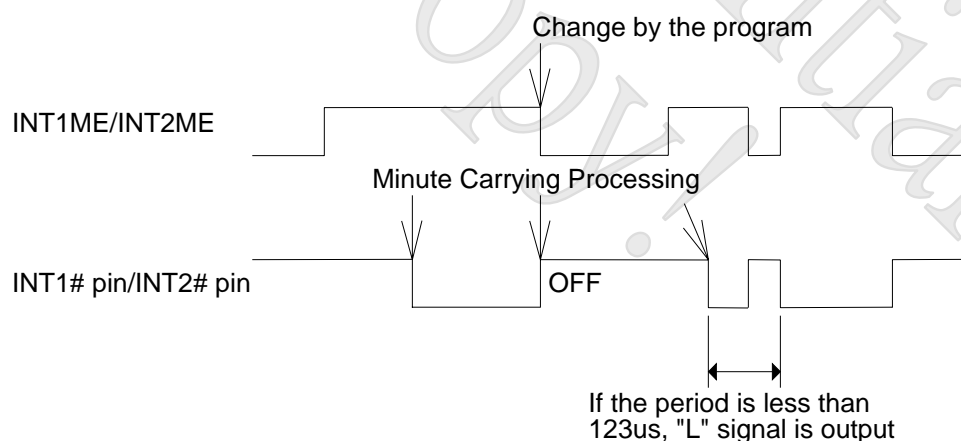 Change by the program
INT1ME/INT2ME
Minute Carrying Processing
INT1# pin/INT2# pin
OFF
If the period is less than
123us, "L" signal is output
opy!